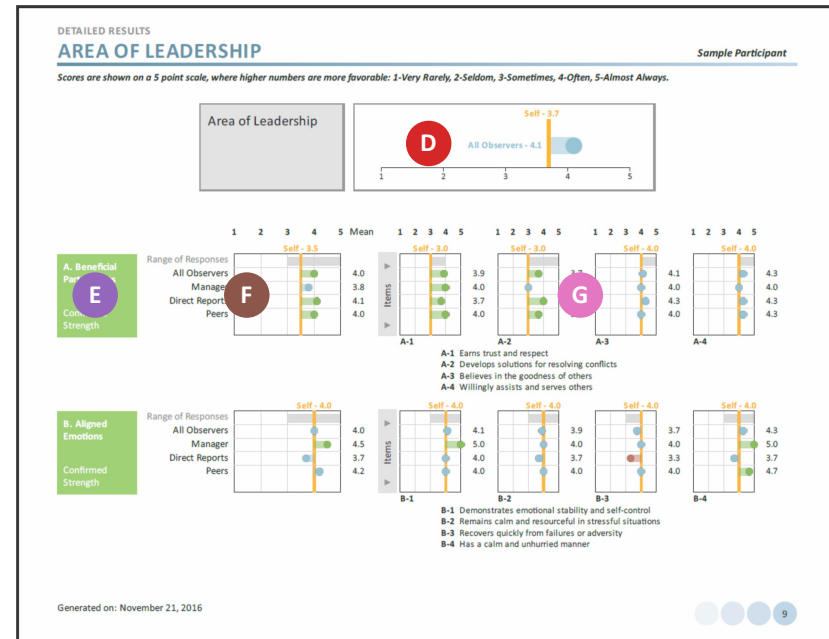 DETAILED RESULTS
AREA OF LEADERSHIP
Sample Participant
Scores are shown on a 5 point scale, where higher numbers are more favorable: 1-Very Rarely, 2-Seldom, 3-Sometimes, 4-Often, 5-Almost Always.
Area of Leadership
Self - 3.7
D
All Observers - 4.1
1 2 3 4 5
1 2 3 4 5 Mean 1 2 3 4 5 1 2 3 4 5 1 2 3 4 5 1 2 3 4 5
Self - 3.5 Self - 3.0 Self - 3.0 Self - 4.0 Self - 4.0
A. Beneficial
E
Strength
F
G
Range of Responses
All Observers 4.0 3.9 4.1 4.3
Manager 3.8 4.0 4.0 4.0
Direct Reports 4.1 3.7 4.3 4.3
Peers 4.0 4.0 4.0 4.3
Items
A-1 A-2 A-3 A-4
A-1 Earns trust and respect
A-2 Develops solutions for resolving conflicts
A-3 Believes in the goodness of others
A-4 Willingly assists and serves others
Self - 4.0 Self - 4.0 Self - 4.0 Self - 4.0 Self - 4.0
B. Aligned
Emotions
Confirmed
Strength
Range of Responses
All Observers 4.0 4.1 3.9 3.7 4.3
Manager 4.5 5.0 4.0 4.0 5.0
Direct Reports 3.7 4.0 3.7 3.3 3.7
Peers 4.2 4.0 4.0 4.0 4.7
Items
B-1 B-2 B-3 B-4
B-1 Demonstrates emotional stability and self-control
B-2 Remains calm and resourceful in stressful situations
B-3 Recovers quickly from failures or adversity
B-4 Has a calm and unhurried manner
Generated on: November 21, 2016
9